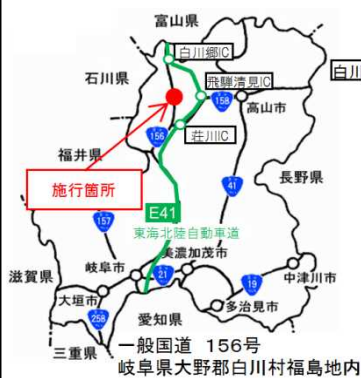 富山県
白川郷IC
白川
石川県
飛騨清見IC
158
高山市
156
荘川IC
福井県
長野県
施行箇所
41
E41
157
東海北陸自動車道
美濃加茂市
滋賀県
岐阜市
21
中津川市
大垣市
19
258
多治見市
愛知県
三重県
一般国道 156号
岐阜県大野郡白川村福島地内